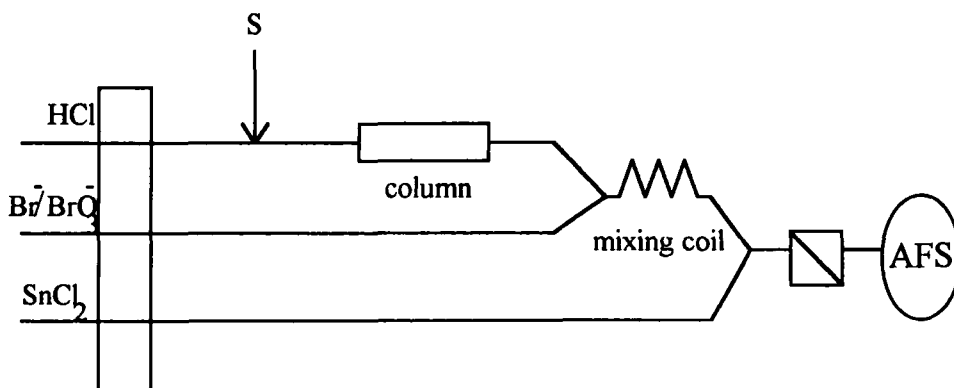 S
HCl
column
Br⁻/BrO₃⁻
mixing coil
AFS
SnCl₂